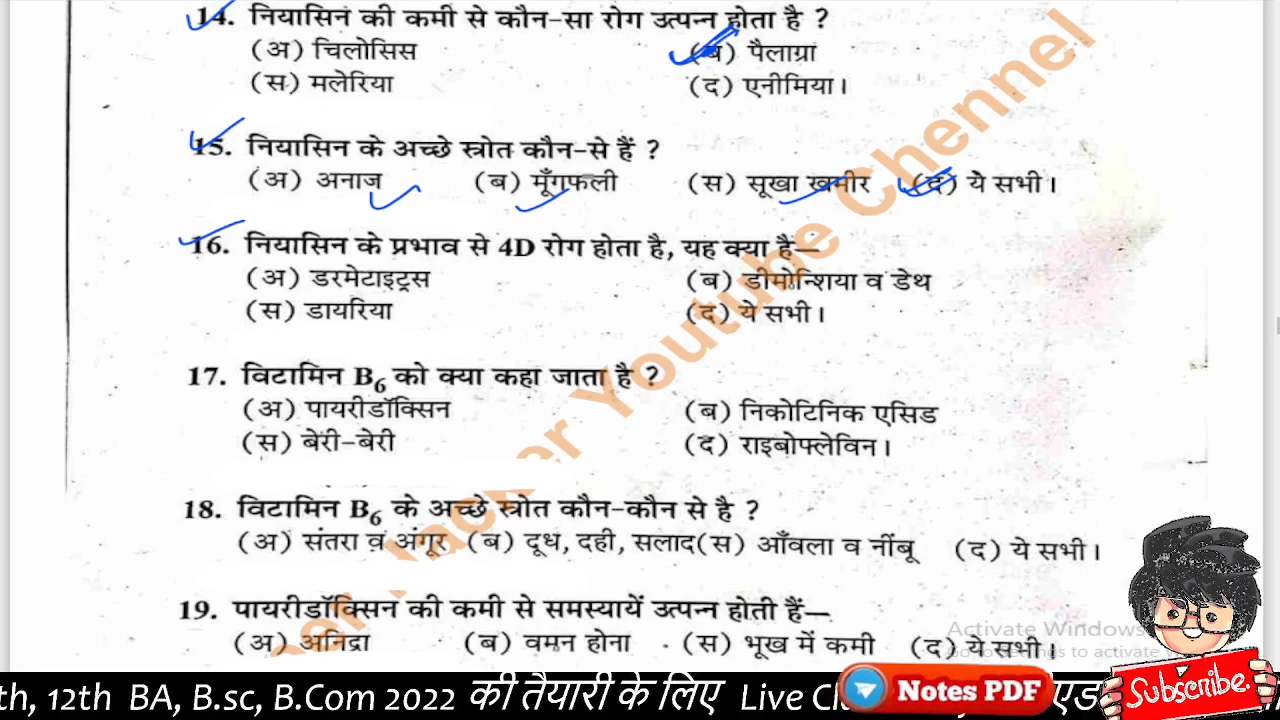 14. नियासिन की कमी से कौन-सा रोग उत्पन्न होता है ?
(अ) चिलोसिस (ब) पैलाग्रा
(स) मलेरिया (द) एनीमिया।
15. नियासिन के अच्छे स्त्रोत कौन-से हैं ?
(अ) अनाज (ब) मूँगफली (स) सूखा खमीर (द) ये सभी।
16. नियासिन के प्रभाव से 4D रोग होता है, यह क्या है—
(अ) डरमेटाइट्रस (ब) डीमोन्शिया व डेथ
(स) डायरिया (द) ये सभी।
17. विटामिन B6 को क्या कहा जाता है ?
(अ) पायरीडॉक्सिन (ब) निकोटिनिक एसिड
(स) बेरी-बेरी (द) राइबोफ्लेविन।
18. विटामिन B6 के अच्छे स्त्रोत कौन-कौन से है ?
(अ) संतरा व अंगूर (ब) दूध, दही, सलाद (स) आँवला व नींबू (द) ये सभी।
19. पायरीडॉक्सिन की कमी से समस्यायें उत्पन्न होती हैं—
(अ) अनिद्रा (ब) वमन होना (स) भूख में कमी (द) ये सभी।
Youtube Chennel
Activate Windows
th, 12th BA, B.sc, B.Com 2022 की तैयारी के लिए Live
Notes PDF
Subscribe.